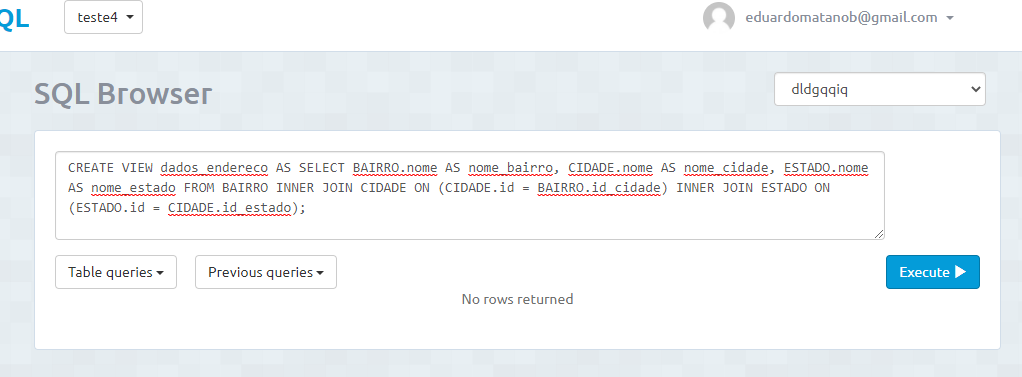 QL
teste4
eduardomatanob@gmail.com
SQL Browser
dldgqqiq
CREATE VIEW dados_endereco AS SELECT BAIRRO.nome AS nome_bairro, CIDADE.nome AS nome_cidade, ESTADO.nome
AS nome_estado FROM BAIRRO INNER JOIN CIDADE ON (CIDADE.id = BAIRRO.id_cidade) INNER JOIN ESTADO ON
(ESTADO.id = CIDADE.id_estado);
Table queries
Previous queries
Execute
No rows returned